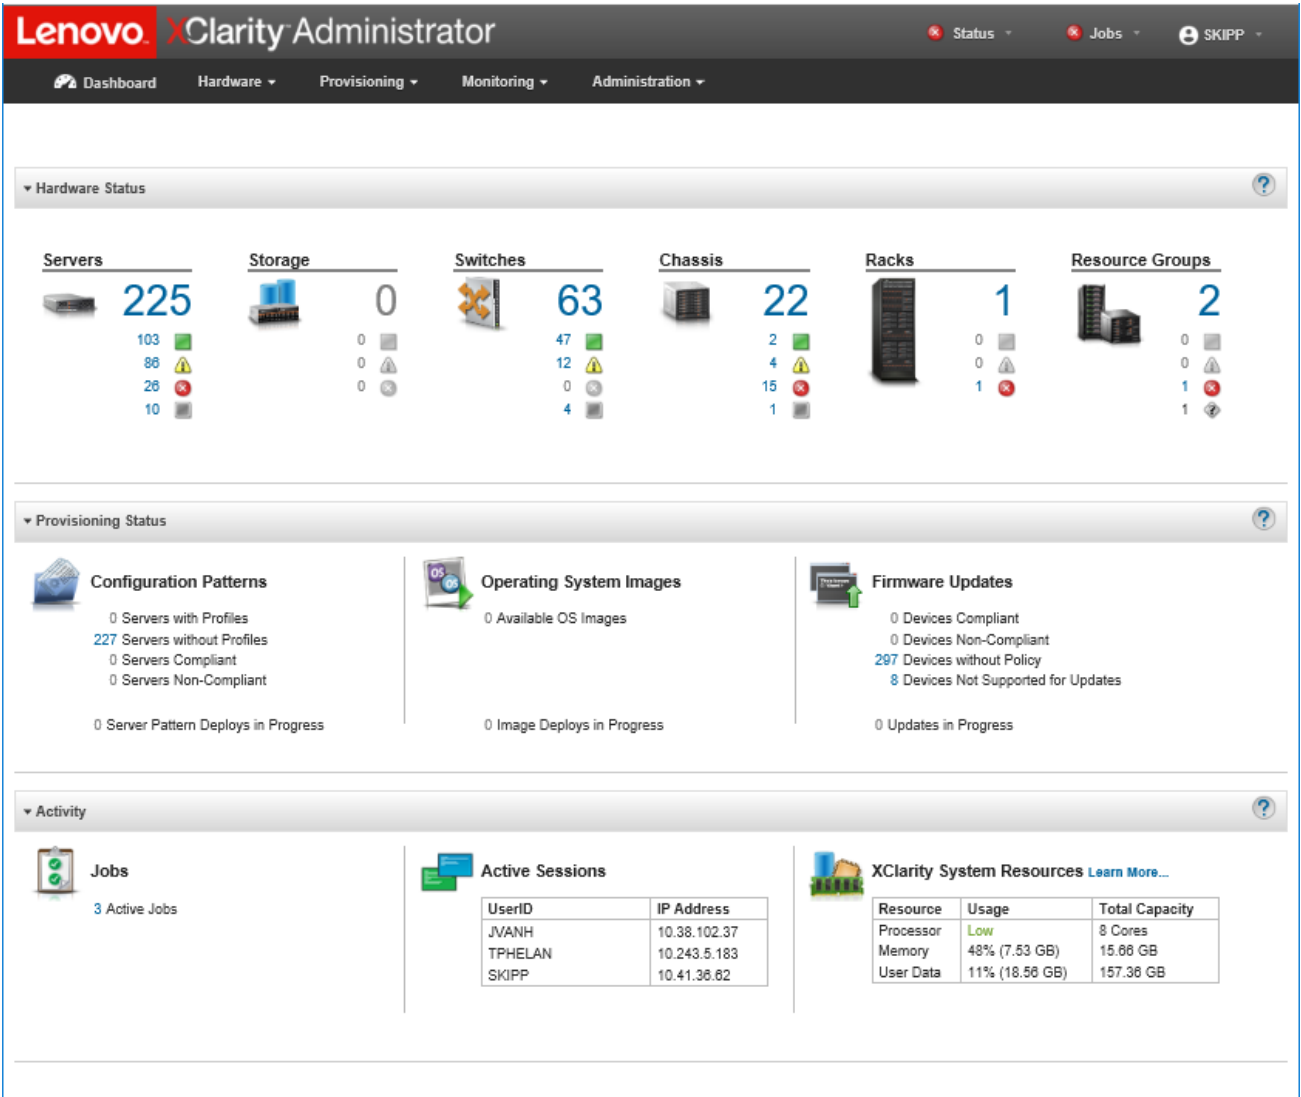 Lenovo. XClarity Administrator
Status
Jobs
SKIPP
Dashboard
Hardware
Provisioning
Monitoring
Administration
Hardware Status
?
Servers
225
103
86
26
10
Storage
0
0
0
0
Switches
63
47
12
0
4
Chassis
22
2
4
15
1
Racks
1
0
0
1
Resource Groups
2
0
0
1
1
Provisioning Status
?
Configuration Patterns
0 Servers with Profiles
227 Servers without Profiles
0 Servers Compliant
0 Servers Non-Compliant
0 Server Pattern Deploys in Progress
OS
OS
Operating System Images
0 Available OS Images
0 Image Deploys in Progress
Firmware Updates
0 Devices Compliant
0 Devices Non-Compliant
297 Devices without Policy
8 Devices Not Supported for Updates
0 Updates in Progress
Activity
?
Jobs
3 Active Jobs
Active Sessions
UserID IP Address
JVANH 10.38.102.37
TPHELAN 10.243.5.183
SKIPP 10.41.36.62
XClarity System Resources Learn More...
Resource Usage Total Capacity
Processor Low 8 Cores
Memory 48% (7.53 GB) 15.66 GB
User Data 11% (18.56 GB) 157.36 GB